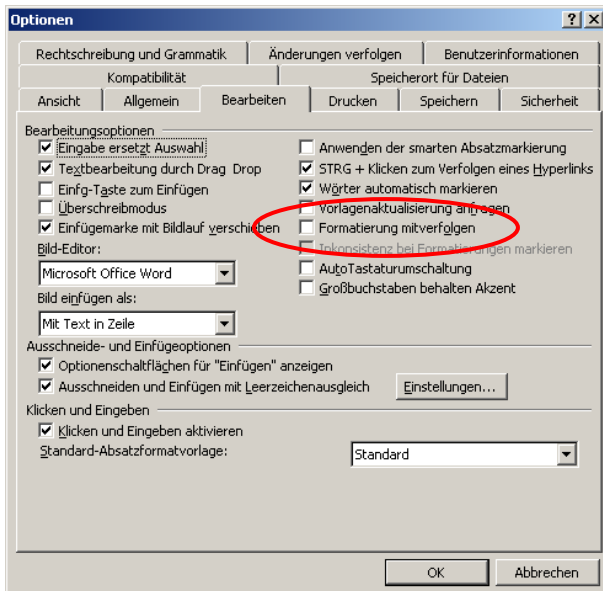 Optionen
Rechtschreibung und Grammatik Änderungen verfolgen Benutzerinformationen
Kompatibilität Speicherort für Dateien
Ansicht Allgemein Bearbeiten Drucken Speichern Sicherheit
Bearbeitungsoptionen
Eingabe ersetzt Auswahl
Textbearbeitung durch Drag Drop
Einfg-Taste zum Einfügen
Überschreibmodus
Einfügemarke mit Bildlauf verschieben
Bild-Editor:
Microsoft Office Word
Bild einfügen als:
Mit Text in Zeile
Anwenden der smarten Absatzmarkierung
STRG + Klicken zum Verfolgen eines Hyperlinks
Wörter automatisch markieren
Vorlagenaktualisierung anfragen
Formatierung mitverfolgen
Inkonsistenz bei Formatierungen markieren
AutoTastaturumschaltung
Großbuchstaben behalten Akzent
Ausschneide- und Einfügeoptionen
Optionenschaltflächen für "Einfügen" anzeigen
Ausschneiden und Einfügen mit Leerzeichenausgleich Einstellungen...
Klicken und Eingeben
Klicken und Eingeben aktivieren
Standard-Absatzformatvorlage: Standard
OK Abbrechen